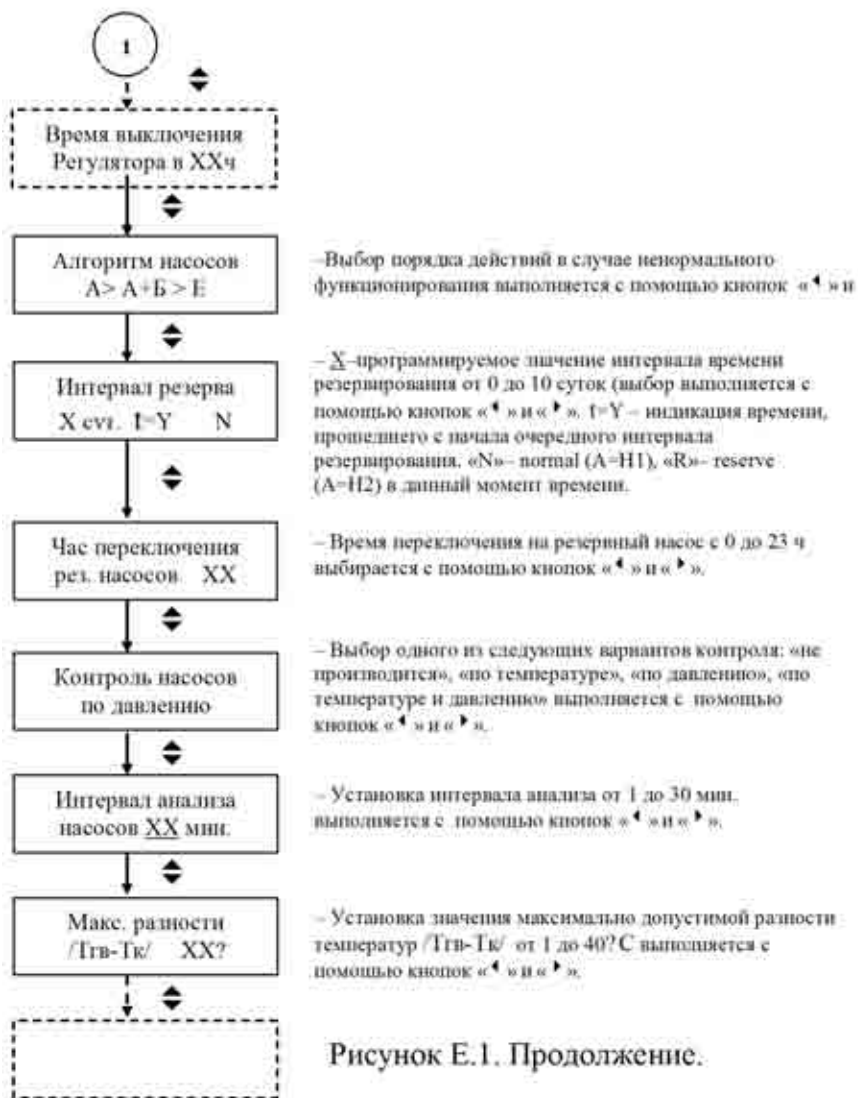 1
Время выключения
Регулятора в XXч
Алгоритм насосов
А> А+Б > Е
–Выбор порядка действий в случае ненормального
функционирования выполняется с помощью кнопок «◄» и
Интервал резерва
X сут. t=Y N
– X –программируемое значение интервала времени
резервирования от 0 до 10 суток (выбор выполняется с
помощью кнопок «◄» и «►». t=Y – индикация времени,
прошедшего с начала очередного интервала
резервирования. «N»– normal (А=Н1), «R»– reserve
(А=Н2) в данный момент времени.
Час переключения
рез. насосов XX
– Время переключения на резервный насос с 0 до 23 ч
выбирается с помощью кнопок «◄» и «►».
Контроль насосов
по давлению
– Выбор одного из следующих вариантов контроля: «не
производится», «по температуре», «по давлению», «по
температуре и давлению» выполняется с помощью
кнопок «◄» и «►».
Интервал анализа
насосов XX мин.
– Установка интервала анализа от 1 до 30 мин.
выполняется с помощью кнопок «◄» и «►».
Макс. разности
/Тгв-Тк/ XX?
– Установка значения максимально допустимой разности
температур /Тгв-Тк/ от 1 до 40?С выполняется с
помощью кнопок «◄» и «►».
Рисунок Е.1. Продолжение.